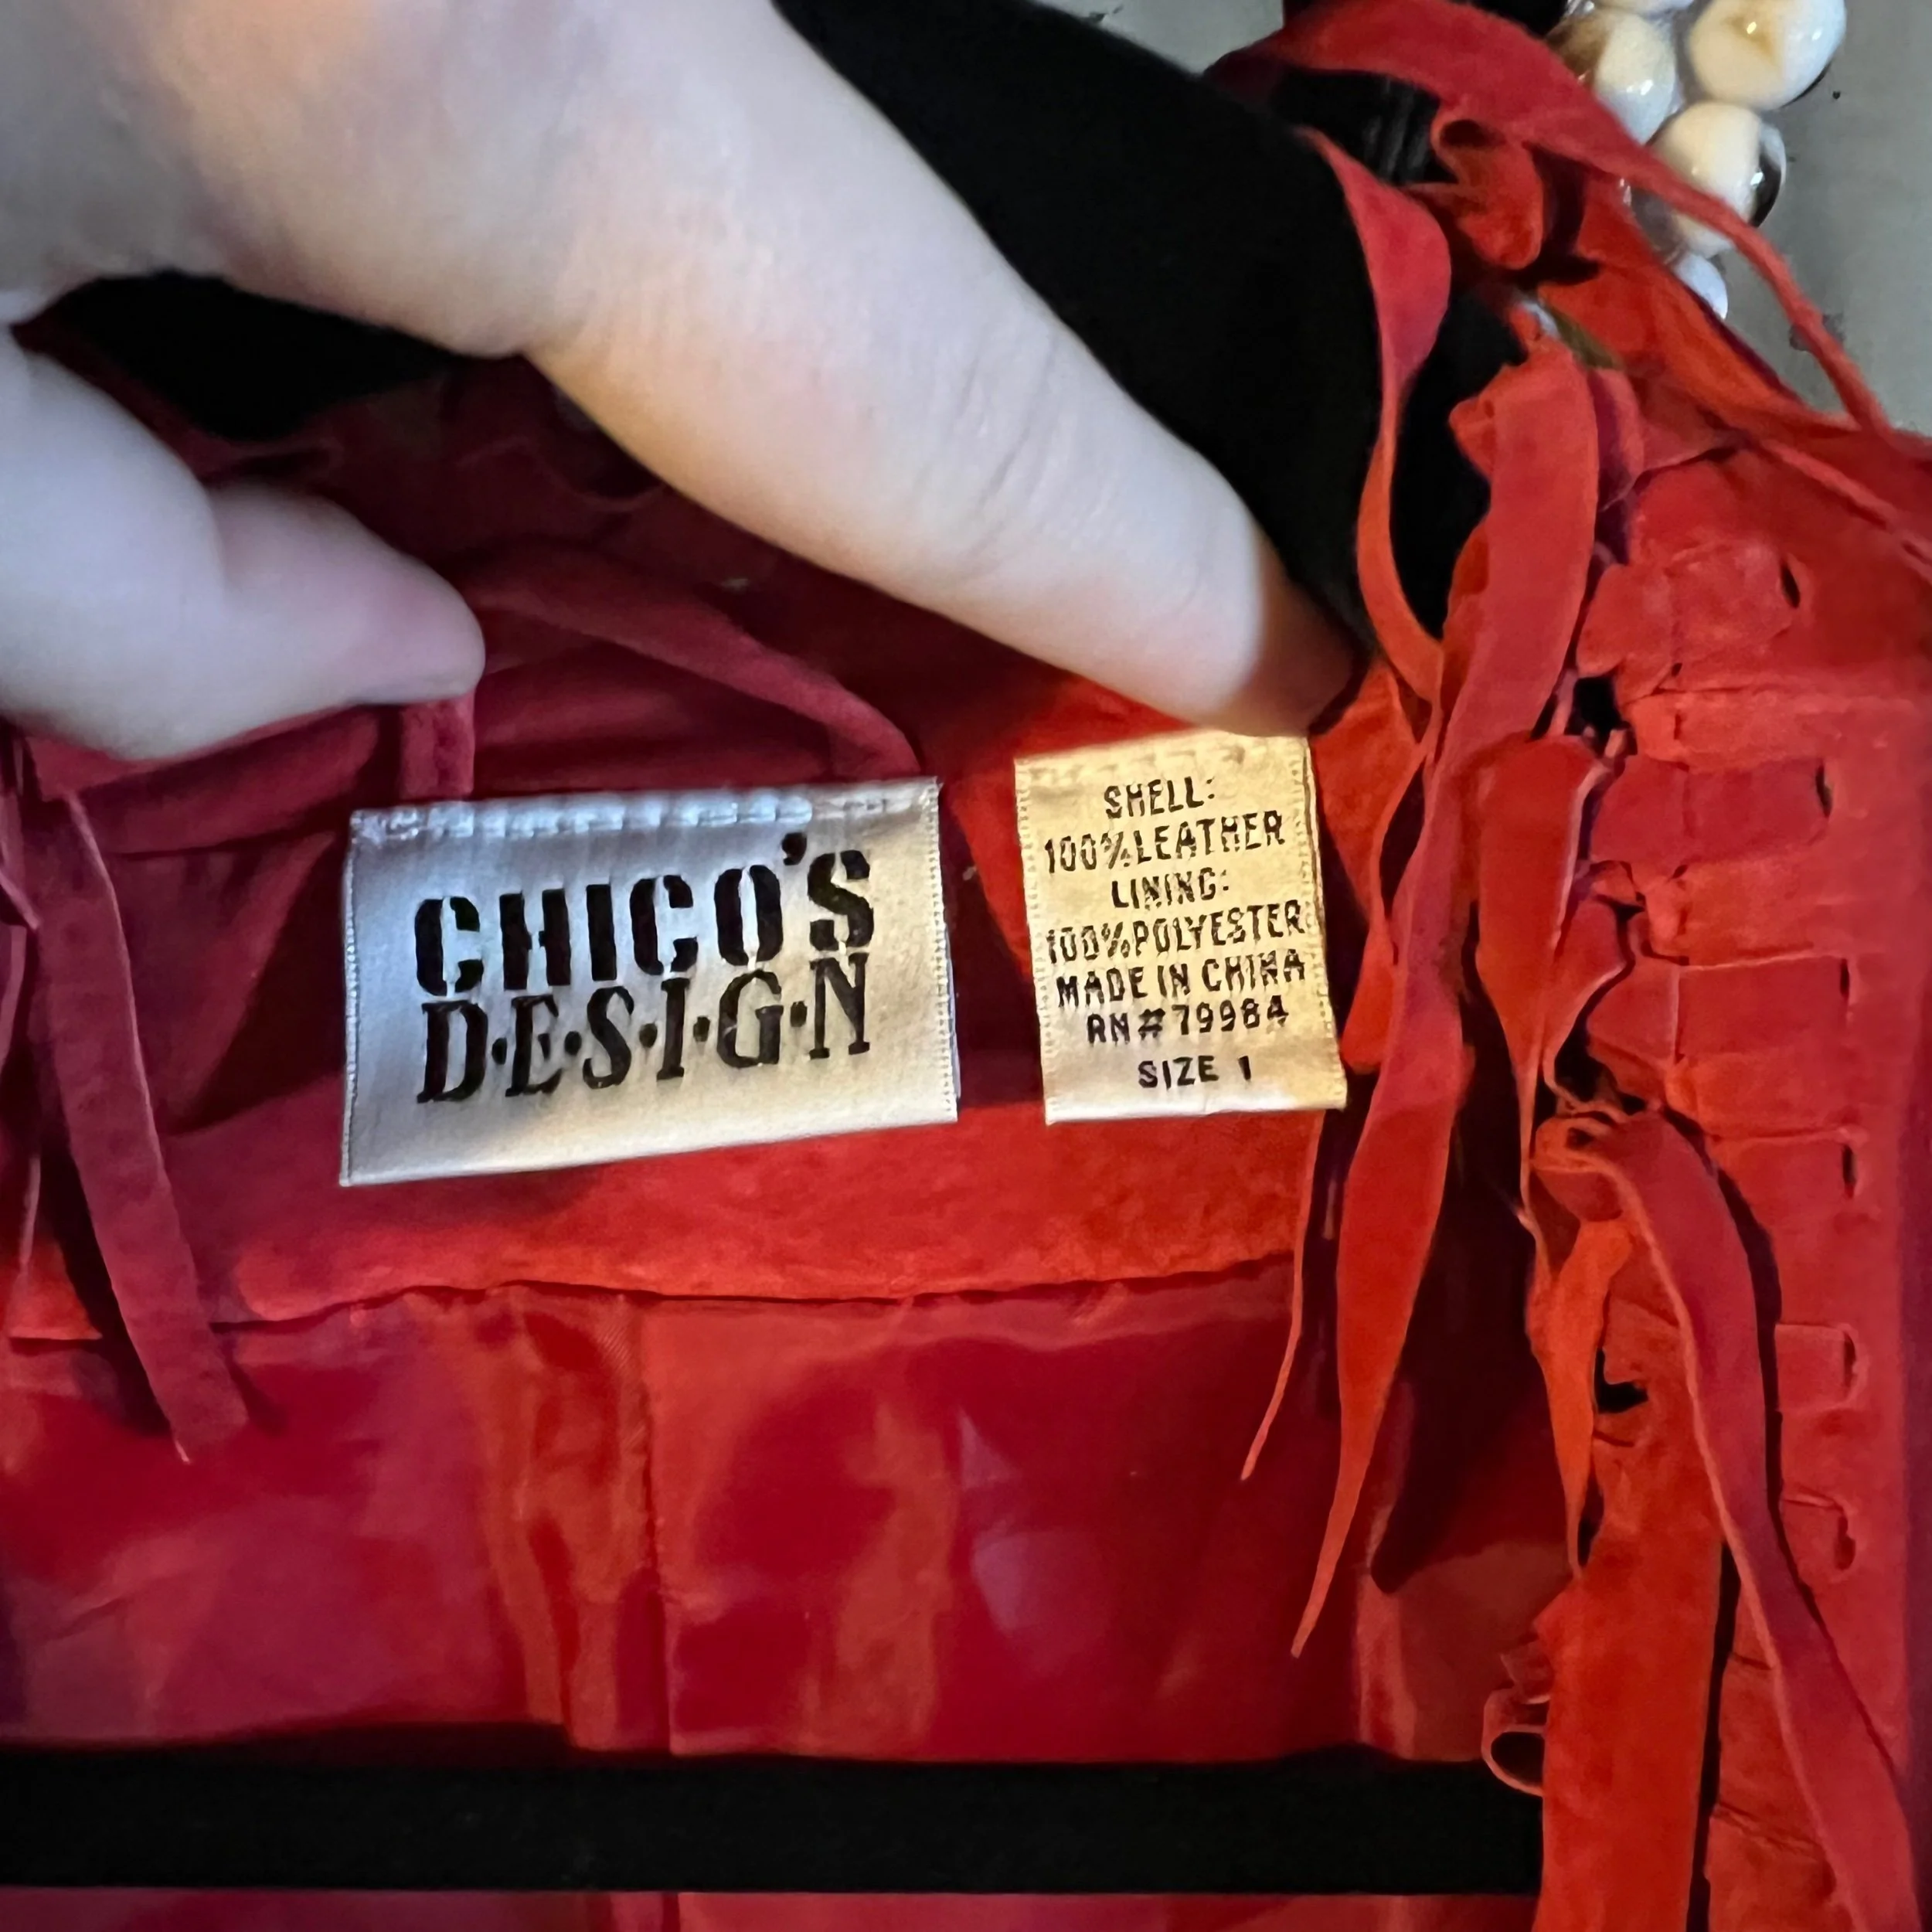 CHICO'S
D·E·S·I·G·N
SHELL:
100%LEATHER
LINING:
100%POLYESTER
MADE IN CHINA
RN#79984
SIZE 1